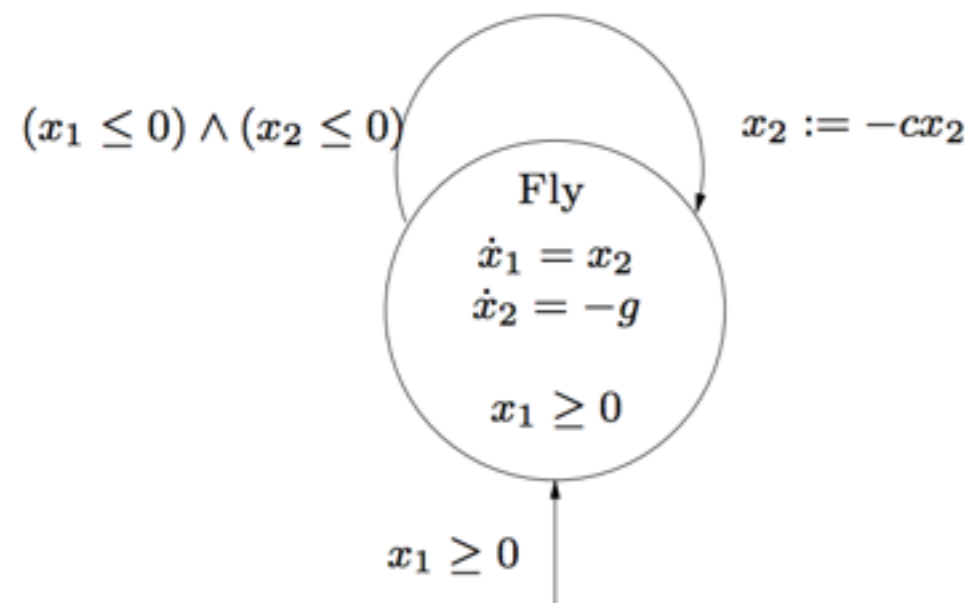 (x₁ ≤ 0) ∧ (x₂ ≤ 0)
x₂ := −cx₂
Fly
ẋ₁ = x₂
ẋ₂ = −g
x₁ ≥ 0
x₁ ≥ 0